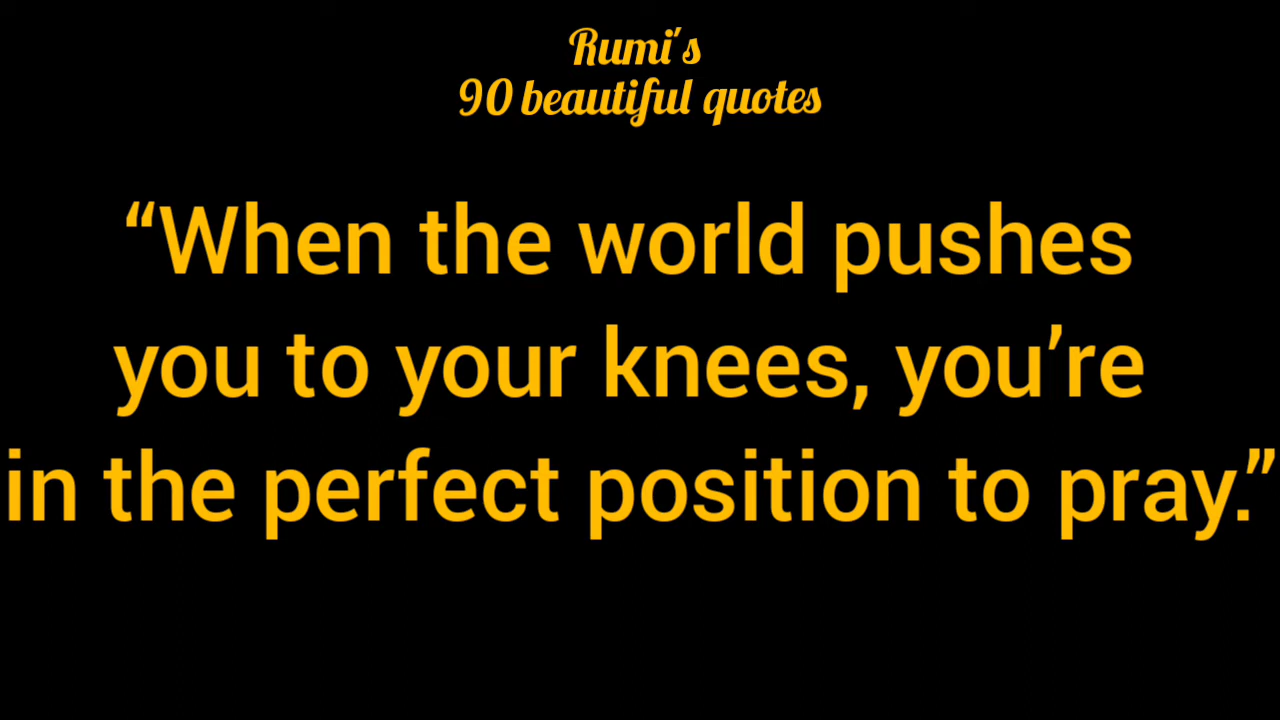 Rumi's
90 beautiful quotes
“When the world pushes
you to your knees, you’re
in the perfect position to pray.”